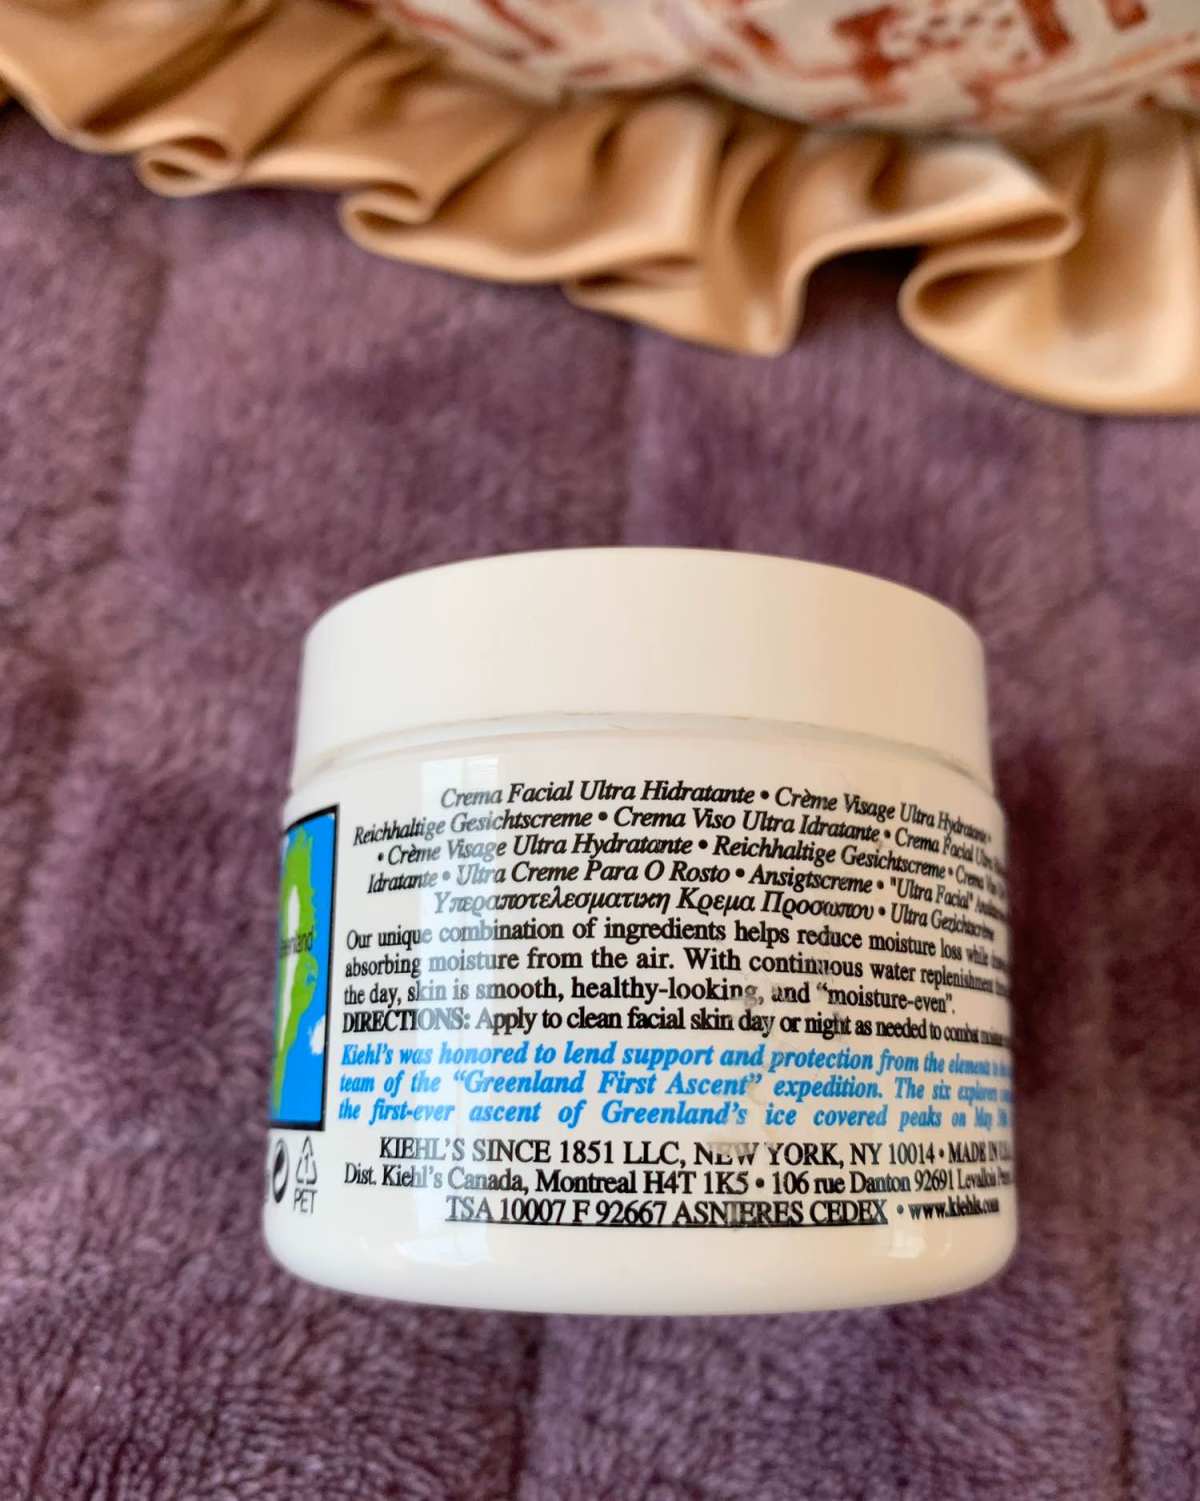 Crema Facial Ultra Hidratante • Crème Visage Ultra Hydratante •
Reichhaltige Gesichtscreme • Crema Viso Ultra Idratante • Crema Facial Ultra
• Crème Visage Ultra Hydratante • Reichhaltige Gesichtscreme • Crema
Idratante • Ultra Creme Para O Rosto • Ansigtscreme • "Ultra Facial"
Υπεραποτελεσματικη Κρεμα Προσωπου • Ultra Gezichtscrème
Our unique combination of ingredients helps reduce moisture loss while
absorbing moisture from the air. With continuous water replenishment
the day, skin is smooth, healthy-looking, and “moisture-even”.
DIRECTIONS: Apply to clean facial skin day or night as needed to combat
Kiehl's was honored to lend support and protection from the elements to
team of the “Greenland First Ascent” expedition. The six explorers
the first-ever ascent of Greenland's ice covered peaks on May
KIEHL'S SINCE 1851 LLC, NEW YORK, NY 10014 • MADE IN
Dist. Kiehl's Canada, Montreal H4T 1K5 • 106 rue Danton 92691 Levallois
TSA 10007 F 92667 ASNIERES CEDEX • www.kiehls.com
PET